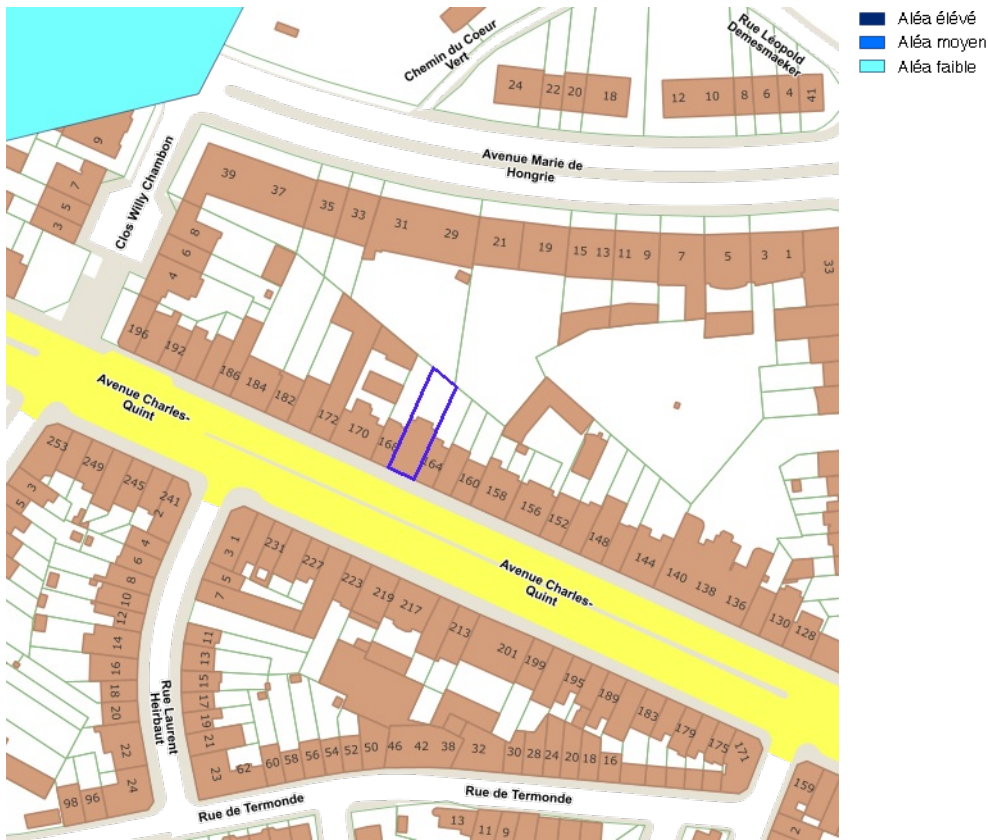 Aléa élévé
Aléa moyen
Aléa faible
Rue Léopold
Demesmaeker
Chemin du Coeur
Vert
24 22 20 18
12 10 8 6 4 41
Avenue Marie de
Hongrie
Clos Willy Chambon
9
7
5
3
39 37 35 33 31 29 21 19 15 13 11 9 7 5 3 1 33
8
6
4
196 192 186 184 182 172 170 168 164 160 158 156 152 148 144 140 138 136 130 128
Avenue Charles-
Quint
Avenue Charles-
Quint
253 249 245 241
3
5
2
4
6
8
10
12
14
16
18
20
22
24
98 96
Rue Laurent
Heirbaut
1
3
5
7
231 227 223 219 217 213 201 199 195 189 183 179 175 171
11
13
15
17
19
21
23
62 60 58 56 54 52 50 46 42 38 32 30 28 24 20 18 16
Rue de Termonde
Rue de Termonde
13 11 9
159
2